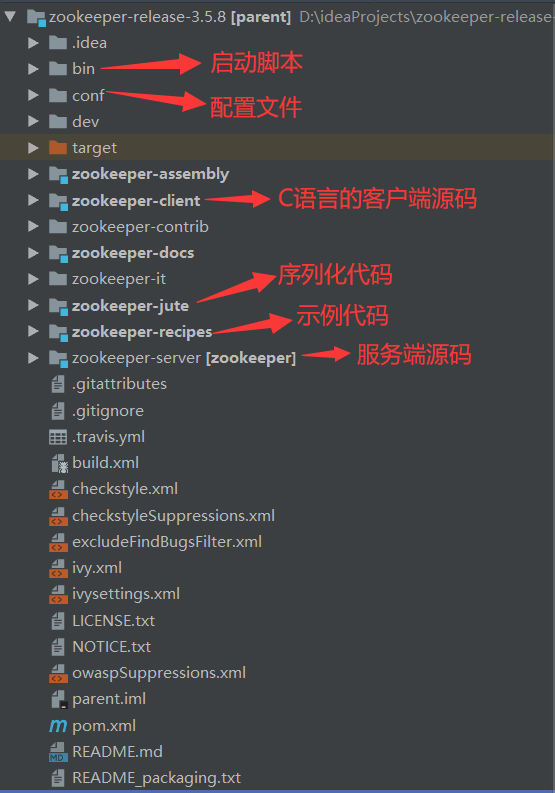 zookeeper-release-3.5.8 [parent] D:\ideaProjects\zookeeper-release
.idea
bin 启动脚本
conf 配置文件
dev
target
zookeeper-assembly
zookeeper-client C语言的客户端源码
zookeeper-contrib
zookeeper-docs
zookeeper-it 序列化代码
zookeeper-jute
zookeeper-recipes 示例代码
zookeeper-server [zookeeper] 服务端源码
.gitattributes
.gitignore
.travis.yml
build.xml
checkstyle.xml
checkstyleSuppressions.xml
excludeFindBugsFilter.xml
ivy.xml
ivysettings.xml
LICENSE.txt
NOTICE.txt
owaspSuppressions.xml
parent.iml
pom.xml
README.md
README_packaging.txt